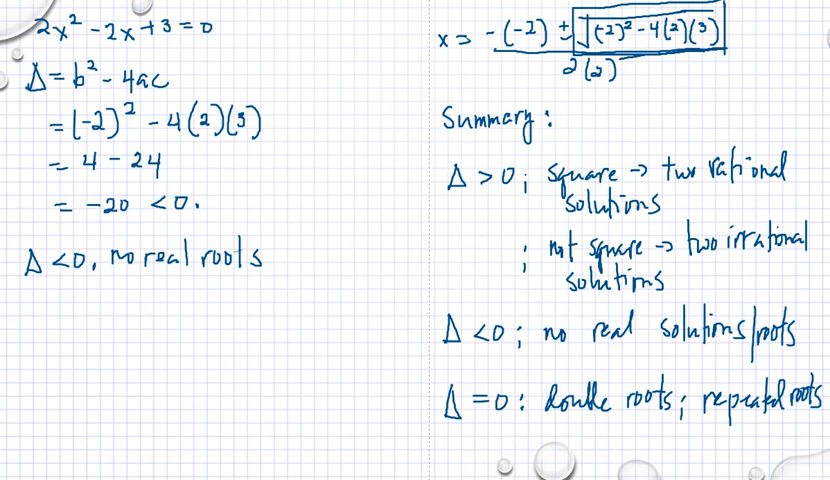 2x² - 2x + 3 = 0
Δ = b² - 4ac
= (-2)² - 4(2)(3)
= 4 - 24
= -20 < 0.
Δ < 0, no real roots
x = -(-2) ± √(-2)² - 4(2)(3)
2(2)
Summary:
Δ > 0; square → two rational
solutions
; not square → two irrational
solutions
Δ < 0; no real solutions/roots
Δ = 0: double roots; repeated roots